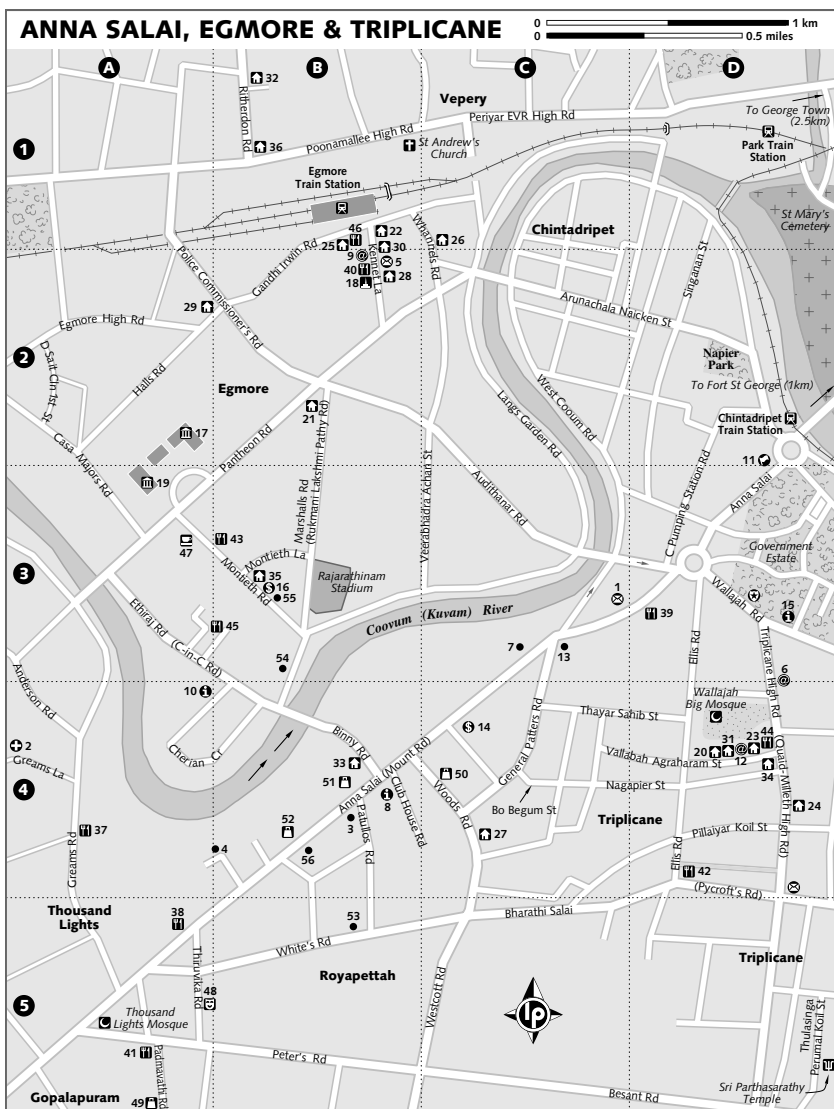 ANNA SALAI, EGMORE & TRIPLICANE
0 1 km
0 0.5 miles
A
B
C
D
32
Vepery
Ritherdon Rd
Periyar EVR High Rd
To George Town
(2.5km)
1
36
Poonamallee High Rd
St Andrew's
Church
Park Train
Station
Egmore
Train Station
St Mary's
Cemetery
Chintadripet
46
22
25
30
26
Whannels Rd
9
@
5
40
28
18
Kennet La
Gandhi Irwin Rd
Police Commissioner's Rd
Singanan St
29
Arunachala Naicken St
Egmore High Rd
2
D Sait Cln 1st St
Halls Rd
Napier
Park
To Fort St George (1km)
Egmore
West Cooum Rd
Langs Garden Rd
21
Chintadripet
Train Station
17
Pantheon Rd
Casa Majors Rd
Marshalls Rd
(Rukmani Lakshmi Pathy Rd)
Veerabhadra Achan St
Audithanar Rd
C Pumping Station Rd
11
Anna Salai
19
47
43
Montieth La
Government
Estate
3
35
$ 16
55
Montieth Rd
Rajarathinam
Stadium
1
39
Wallajah Rd
15
Coovum (Kuvam) River
Ethiraj Rd (C-in-C Rd)
45
54
7
13
Ellis Rd
Triplicane High Rd
6
@
Anderson Rd
10
Wallajah
Big Mosque
Thayar Sahib St
2
Greams La
Cherian Ct
Binny Rd
$ 14
General Patters Rd
31
23
44
20
@
12
Vallabah Agraharam St
34
(Quaid-Milleth High Rd)
33
51
Anna Salai (Mount Rd)
50
Nagapier St
4
8
Club House Rd
Woods Rd
Bo Begum St
24
52
3
Patullos Rd
Triplicane
37
27
Pillaiyar Koil St
Greams Rd
4
56
Ellis Rd
42
(Pycroft's Rd)
Thousand
Lights
38
53
Bharathi Salai
White's Rd
Triplicane
Royapettah
Thiruvika Rd
48
Westcott Rd
lp
5
Thousand
Lights Mosque
Thulasinga
Perumal Koil St
41
Padmavathi Rd
Peter's Rd
Gopalapuram
49
Besant Rd
Sri Parthasarathy
Temple